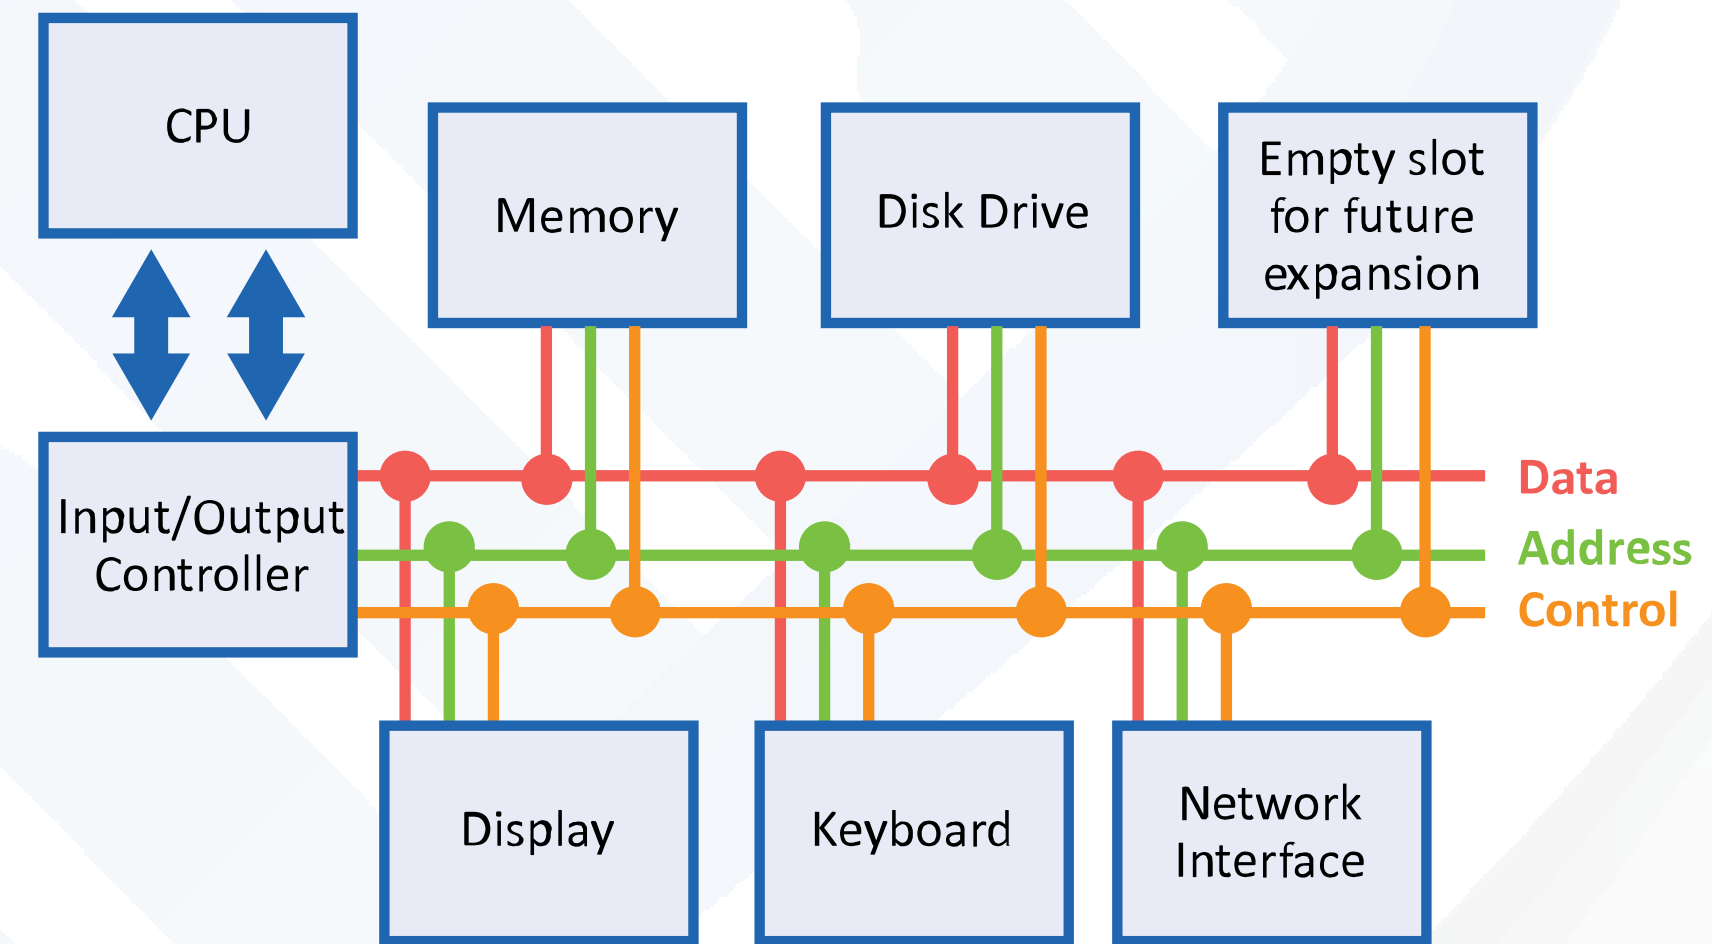 CPU
Memory
Disk Drive
Empty slot
for future
expansion
Input/Output
Controller
Data
Address
Control
Display
Keyboard
Network
Interface